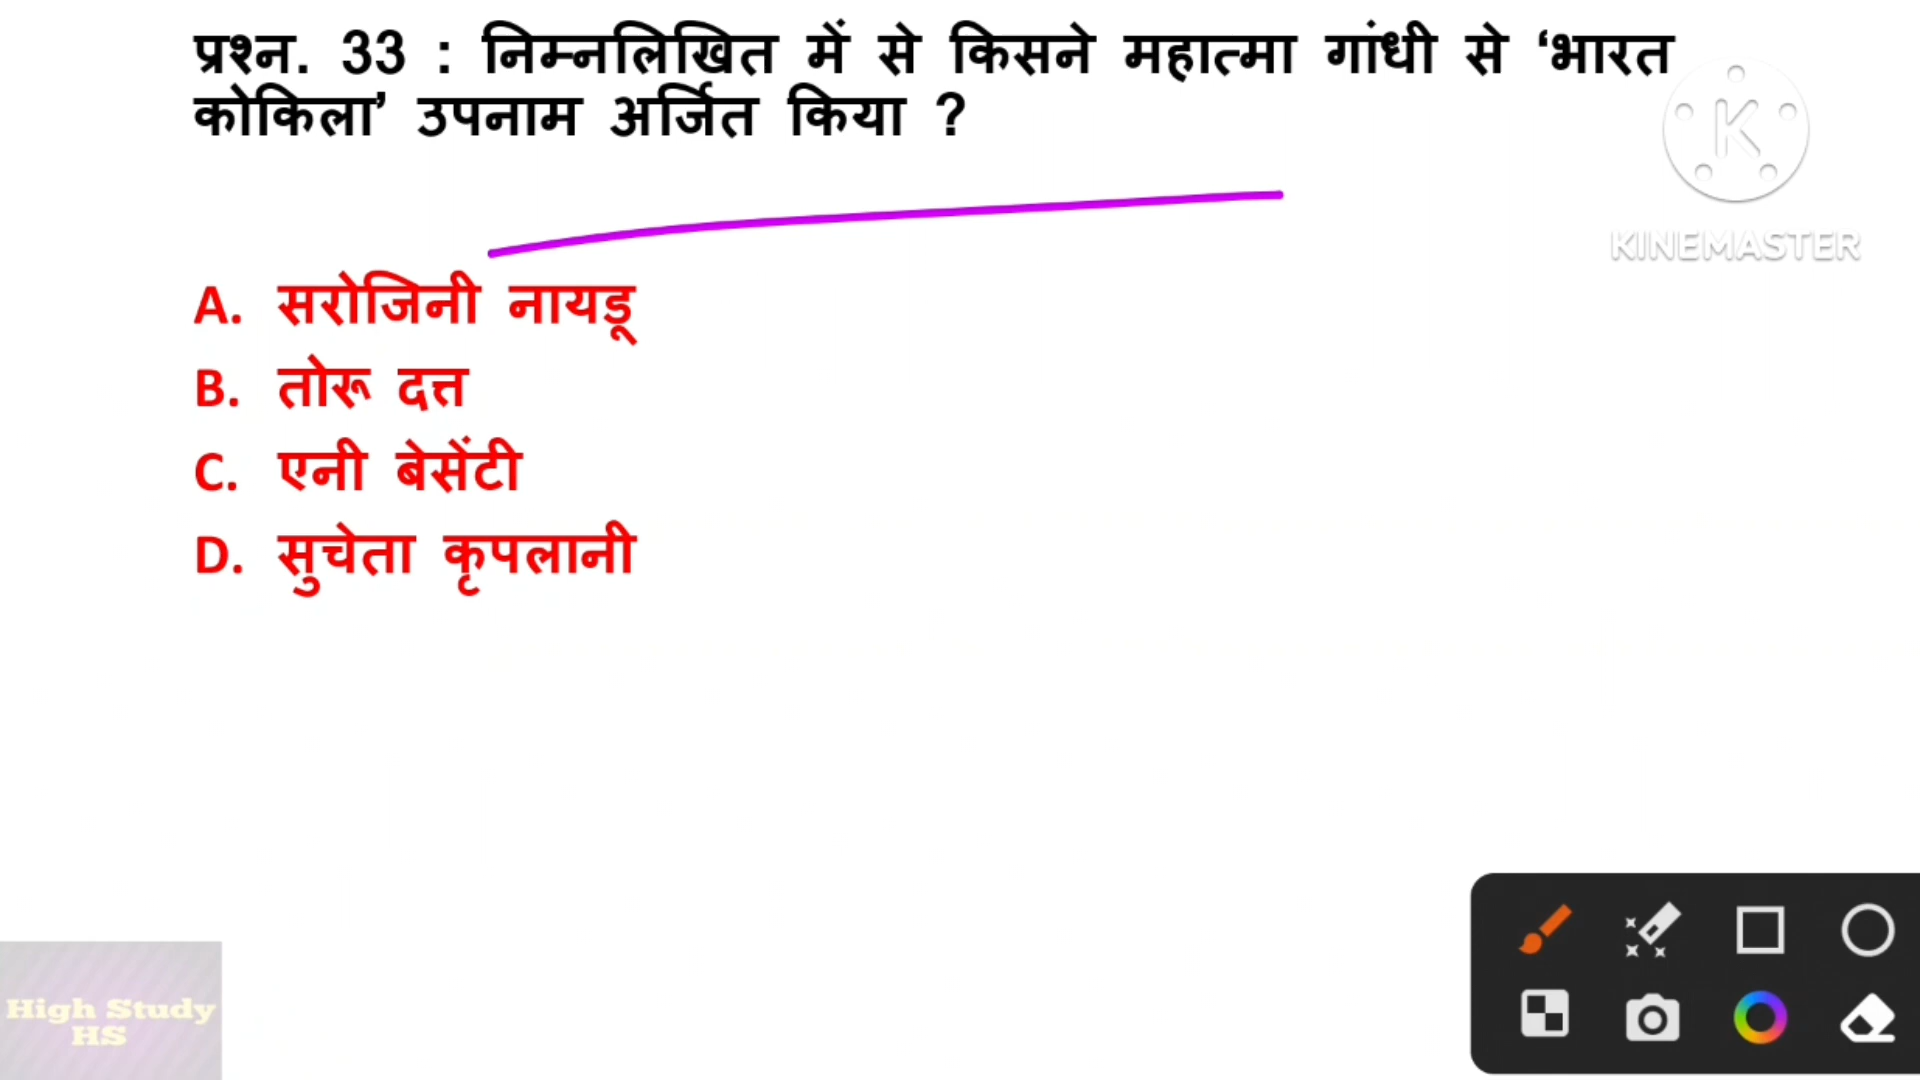 प्रश्न. 33 : निम्नलिखित में से किसने महात्मा गांधी से ‘भारत
कोकिला’ उपनाम अर्जित किया ?
KINEMASTER
A. सरोजिनी नायडू
B. तोरू दत्त
C. एनी बेसेंटी
D. सुचेता कृपलानी
High Study
HS